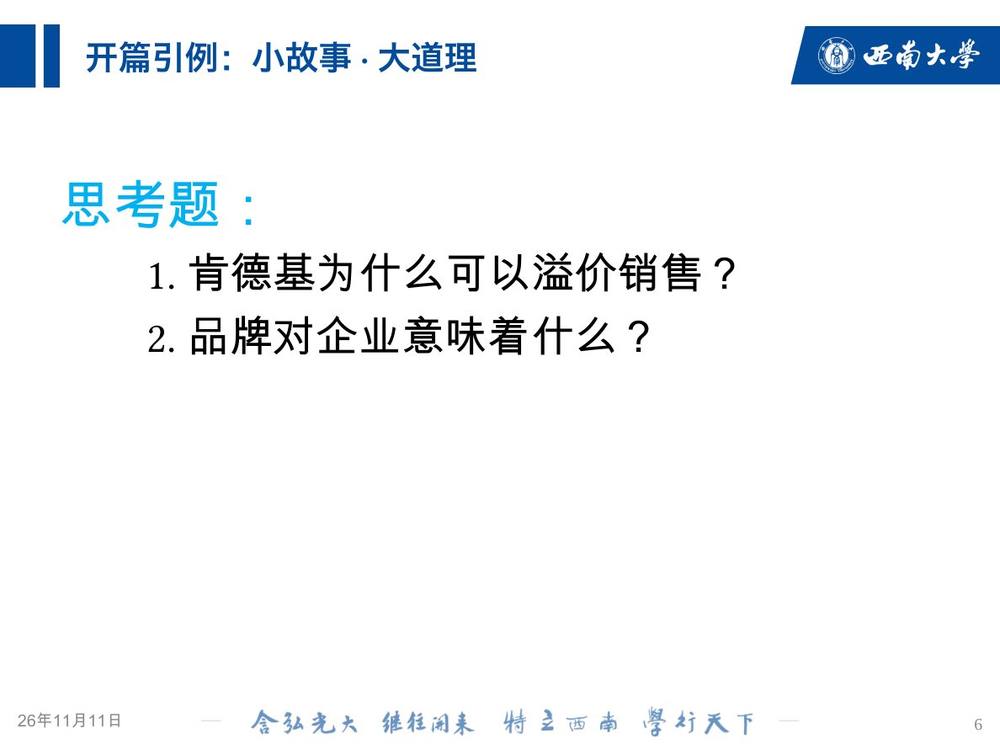 开篇引例：小故事·大道理
西南大学
思考题：
1. 肯德基为什么可以溢价销售？
2. 品牌对企业意味着什么？
26年11月11日
含弘光大 继往开来 特立西南 學行天下
6